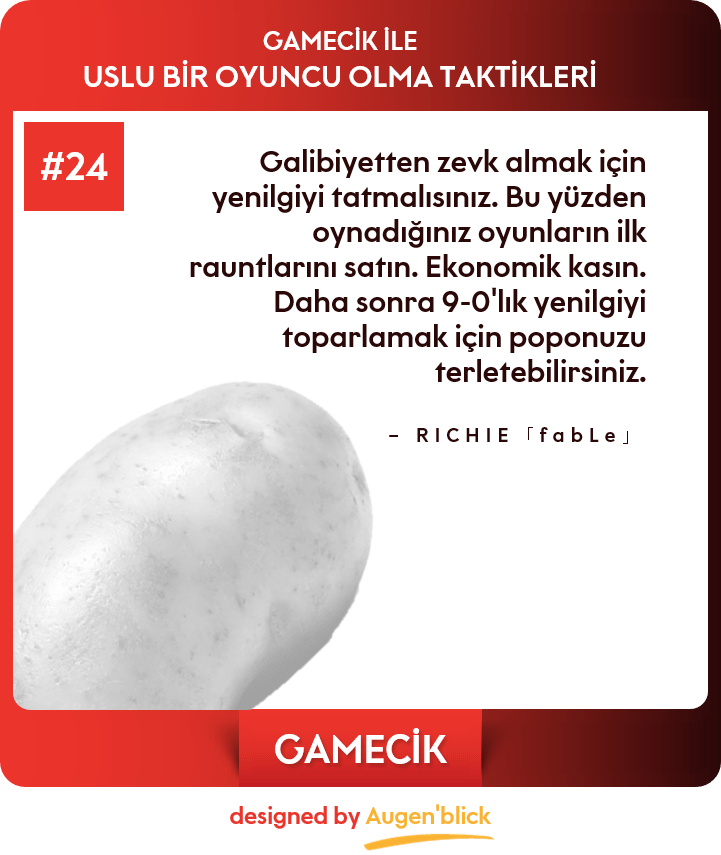 GAMECİK İLE
USLU BİR OYUNCU OLMA TAKTİKLERİ
#24
Galibiyetten zevk almak için
yenilgiyi tatmalısınız. Bu yüzden
oynadığınız oyunların ilk
rauntlarını satın. Ekonomik kasın.
Daha sonra 9-0'lık yenilgiyi
toparlamak için poponuzu
terletebilirsiniz.
– RICHIE「fabLe」
GAMECİK
designed by Augen'blick